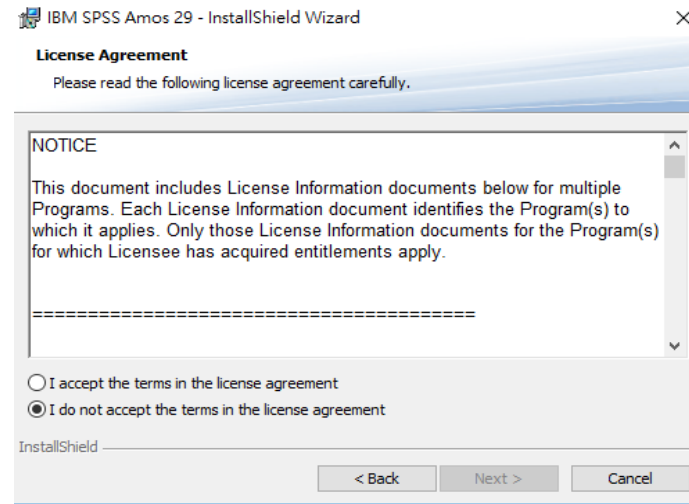 IBM SPSS Amos 29 - InstallShield Wizard
License Agreement
Please read the following license agreement carefully.
NOTICE
This document includes License Information documents below for multiple
Programs. Each License Information document identifies the Program(s) to
which it applies. Only those License Information documents for the Program(s)
for which Licensee has acquired entitlements apply.
========================================
I accept the terms in the license agreement
I do not accept the terms in the license agreement
InstallShield
< Back Next > Cancel